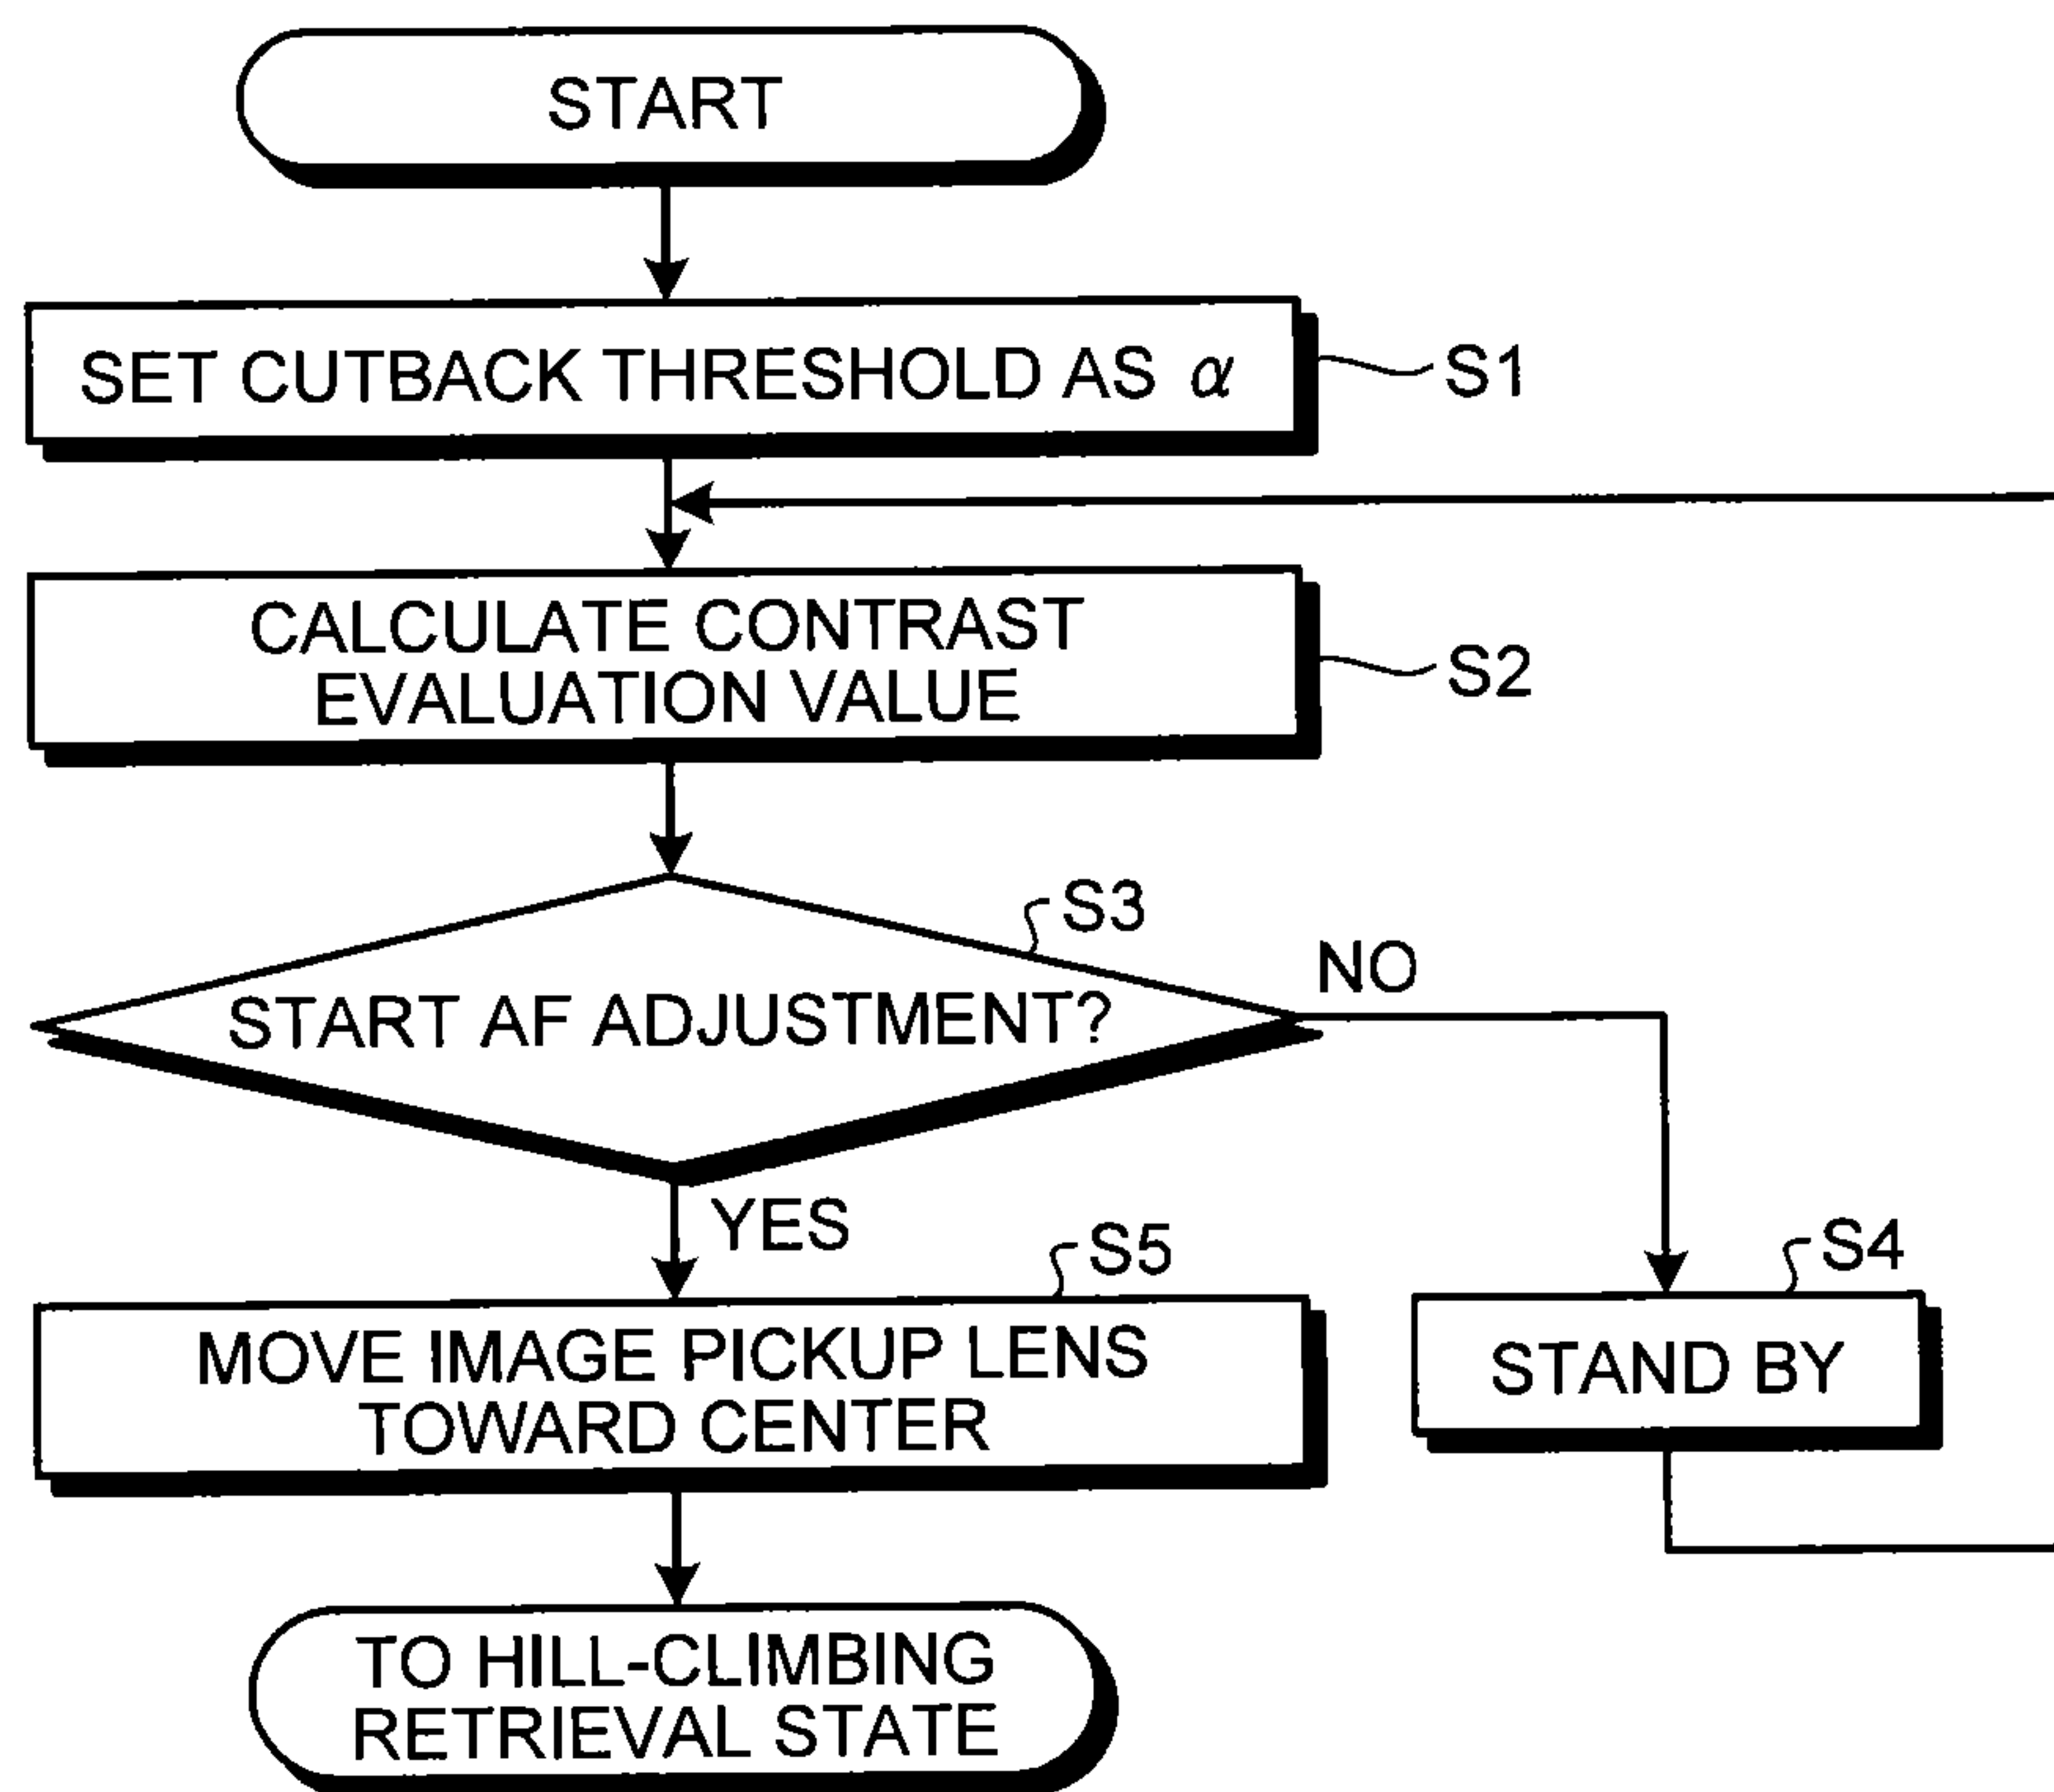 START
SET CUTBACK THRESHOLD AS α
S1
CALCULATE CONTRAST
EVALUATION VALUE
S2
S3
START AF ADJUSTMENT?
NO
YES
S5
MOVE IMAGE PICKUP LENS
TOWARD CENTER
S4
STAND BY
TO HILL-CLIMBING
RETRIEVAL STATE